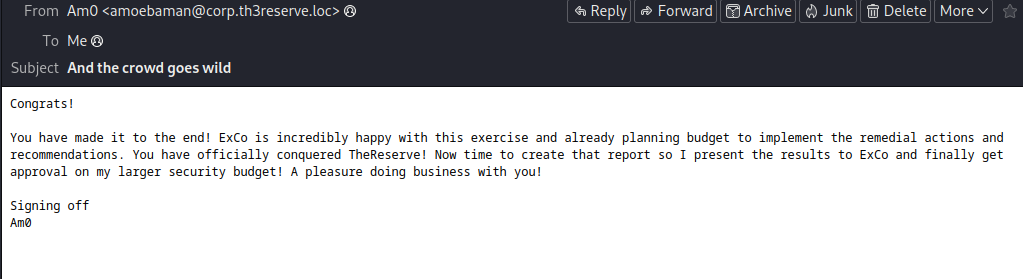 From Am0 <amoebaman@corp.th3reserve.loc> Reply Forward Archive Junk Delete More
To Me
Subject And the crowd goes wild
Congrats!
You have made it to the end! ExCo is incredibly happy with this exercise and already planning budget to implement the remedial actions and
recommendations. You have officially conquered TheReserve! Now time to create that report so I present the results to ExCo and finally get
approval on my larger security budget! A pleasure doing business with you!
Signing off
Am0